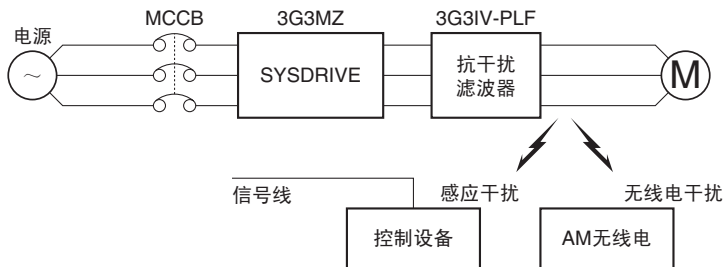 电源
MCCB
3G3MZ
3G3IV-PLF
~
SYSDRIVE
抗干扰
滤波器
M
信号线
感应干扰
无线电干扰
控制设备
AM无线电